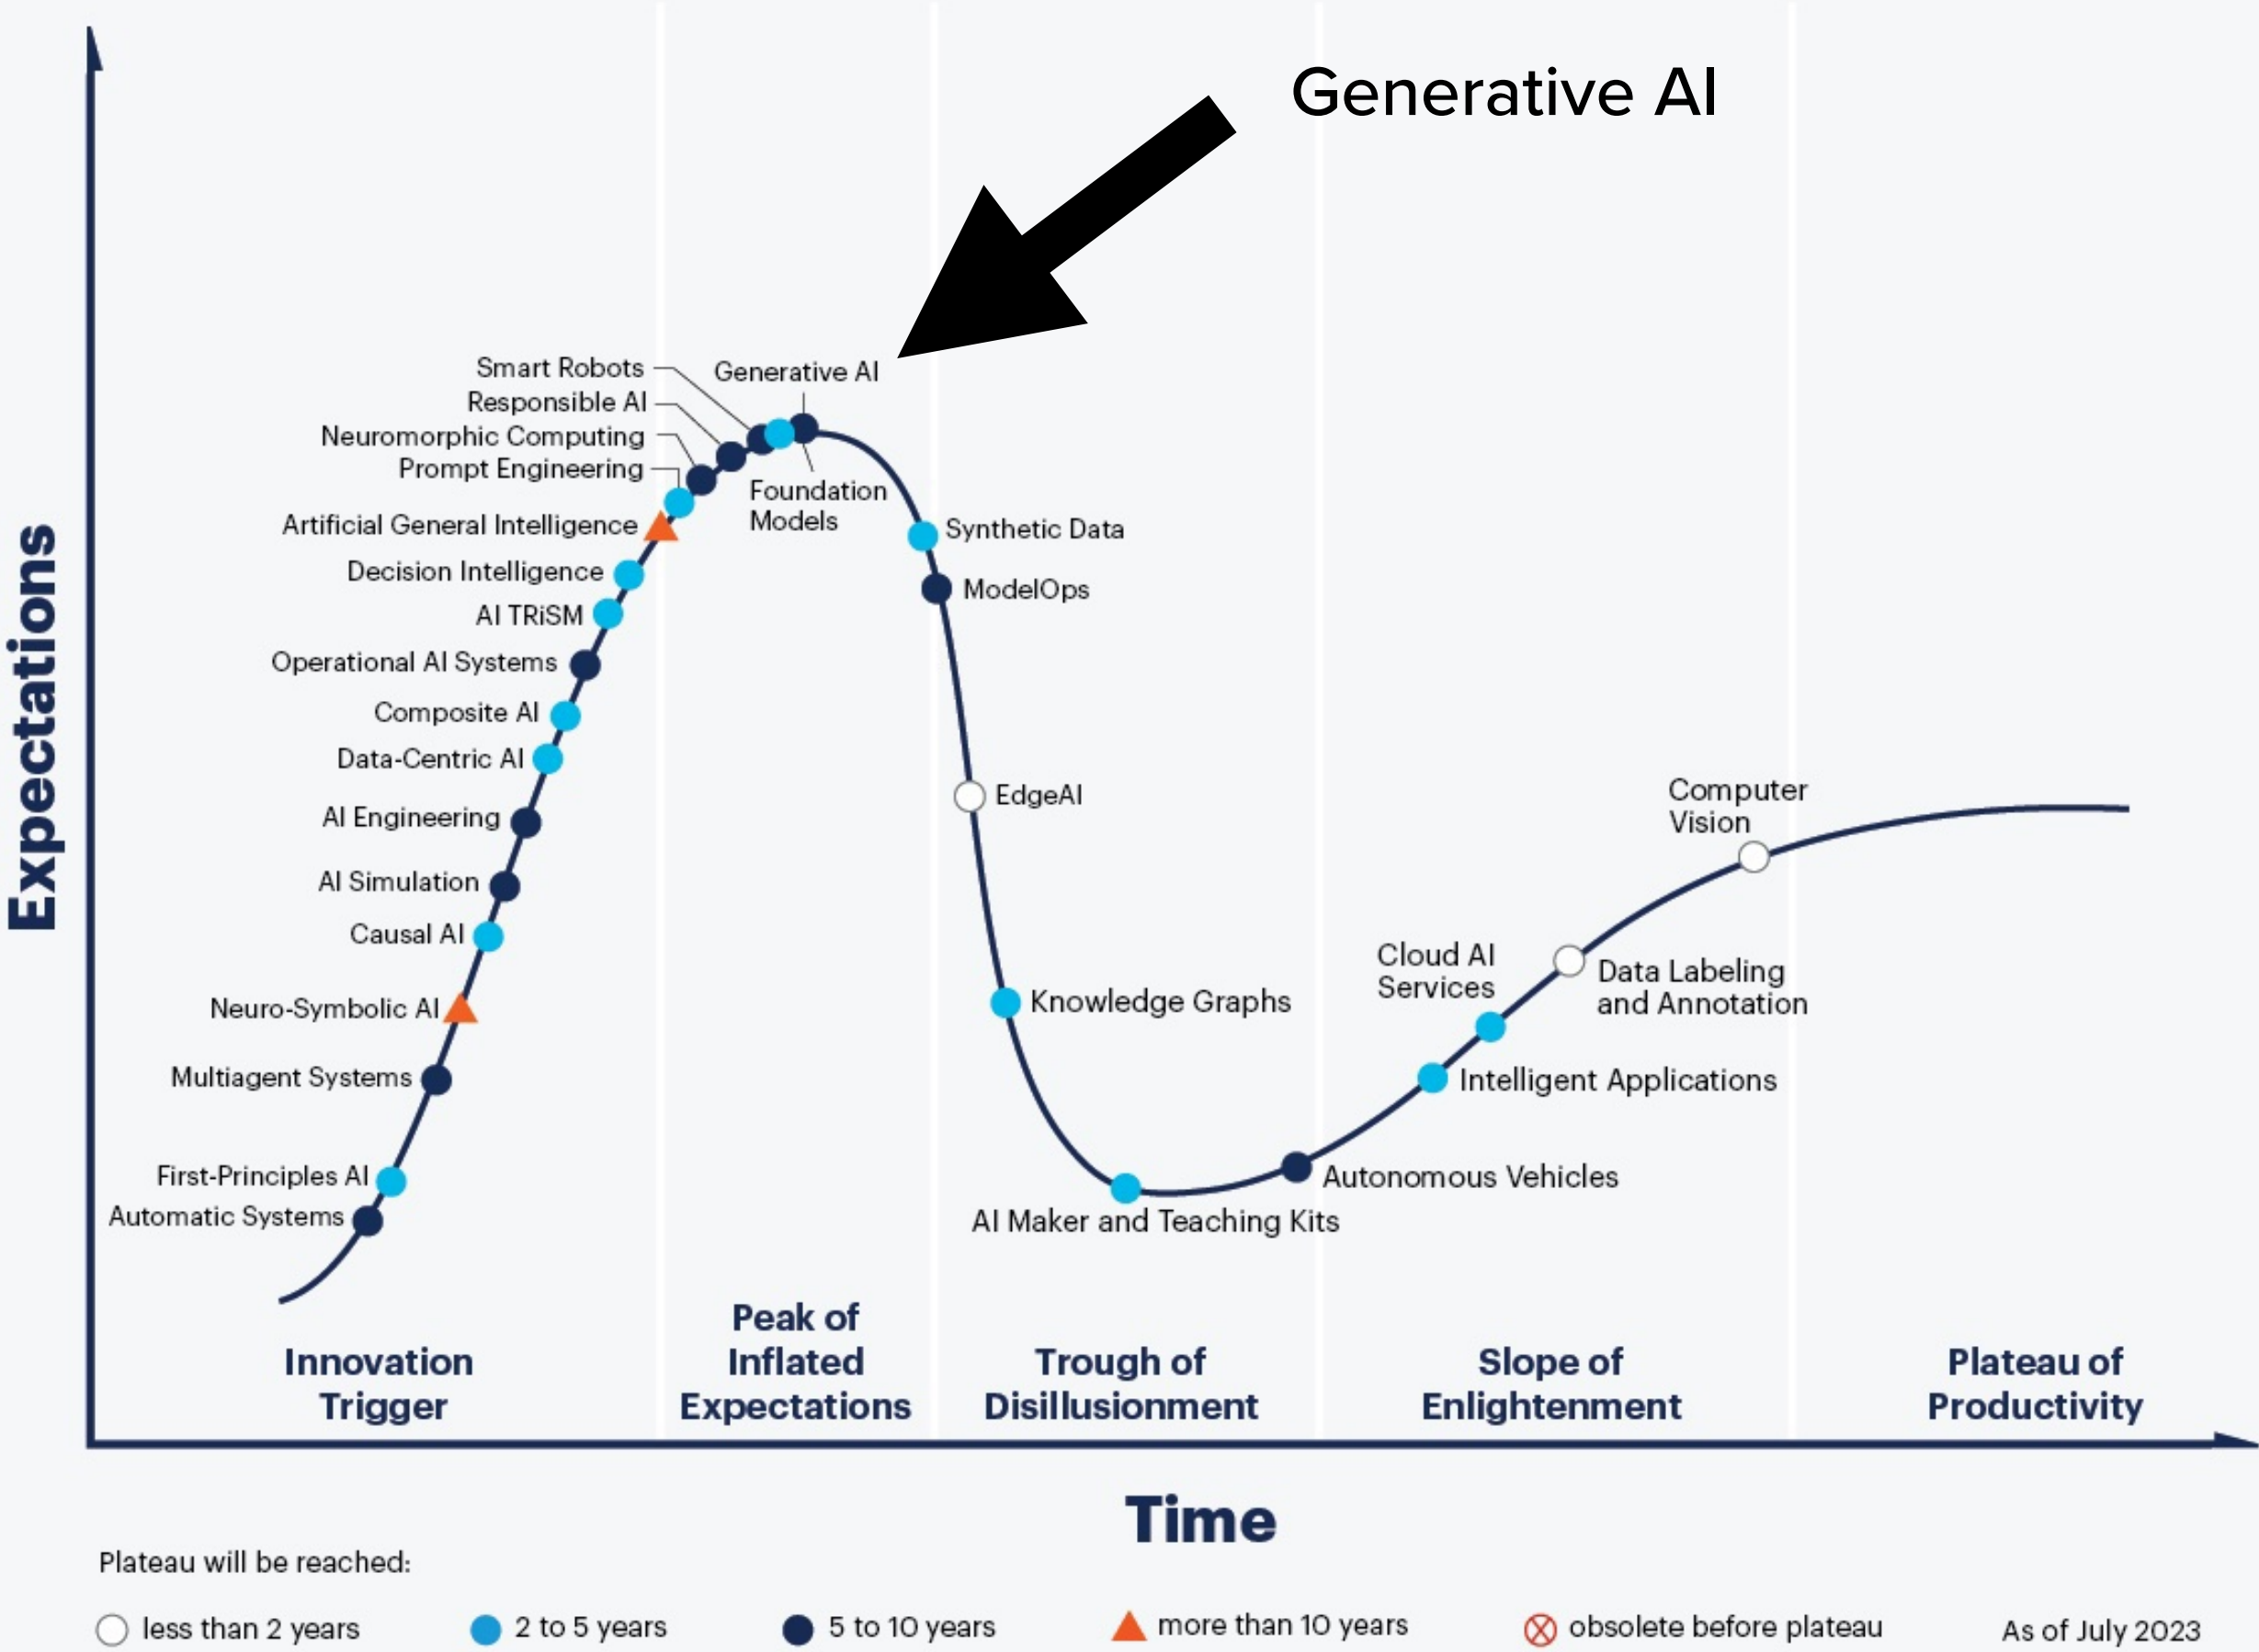 Generative AI
Smart Robots
Generative AI
Responsible AI
Neuromorphic Computing
Prompt Engineering
Foundation
Models
Artificial General Intelligence
Synthetic Data
Decision Intelligence
ModelOps
AI TRiSM
Operational AI Systems
Composite AI
Data-Centric AI
EdgeAI
Computer
Vision
AI Engineering
AI Simulation
Causal AI
Cloud AI
Services
Data Labeling
and Annotation
Neuro-Symbolic AI
Knowledge Graphs
Multiagent Systems
Intelligent Applications
First-Principles AI
Autonomous Vehicles
Automatic Systems
AI Maker and Teaching Kits
Expectations
Innovation
Trigger
Peak of
Inflated
Expectations
Trough of
Disillusionment
Slope of
Enlightenment
Plateau of
Productivity
Time
Plateau will be reached:
less than 2 years
2 to 5 years
5 to 10 years
more than 10 years
obsolete before plateau
As of July 2023